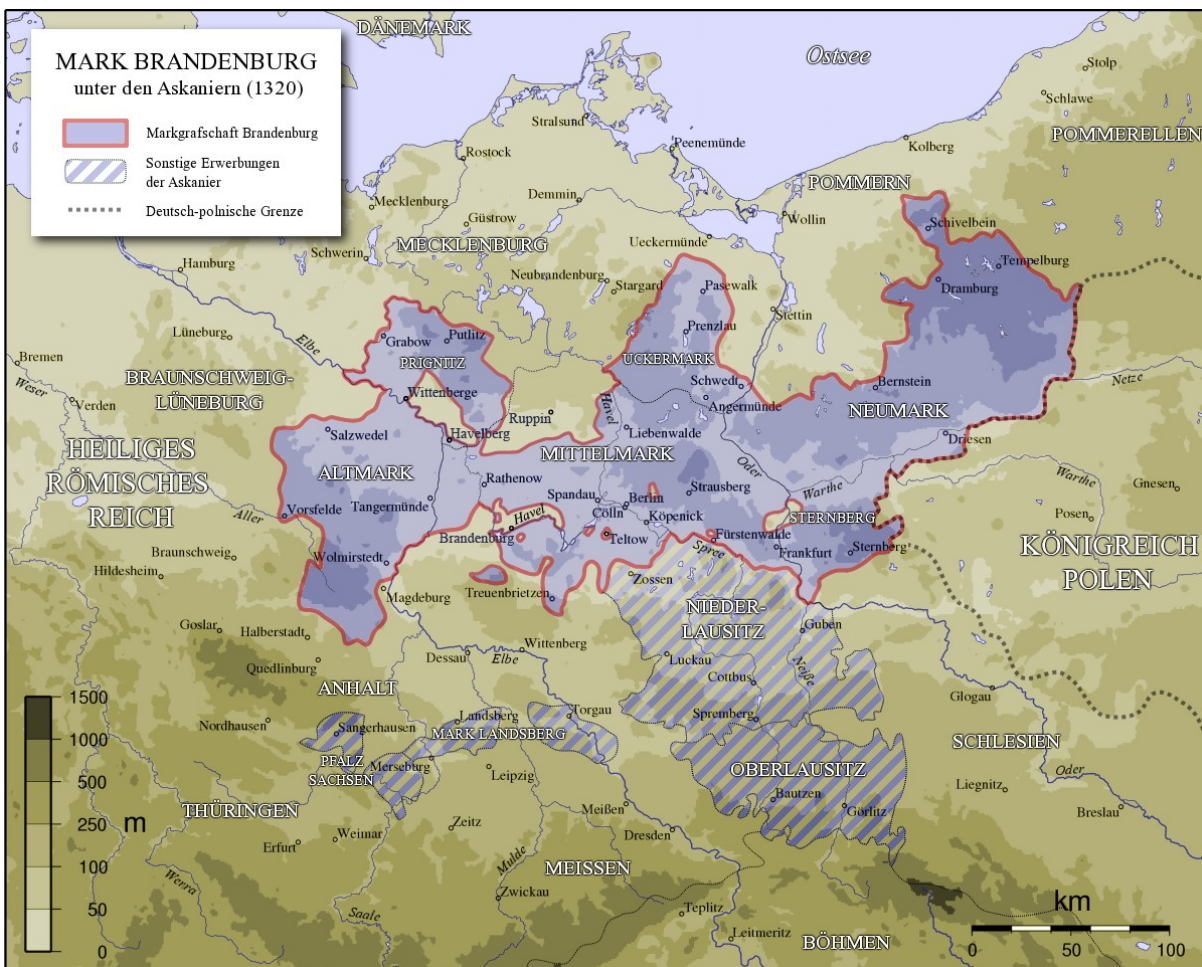 MARK BRANDENBURG
unter den Askaniern (1320)
Markgrafschaft Brandenburg
Sonstige Erwerbungen
der Askanier
Deutsch-polnische Grenze
DÄNEMARK
Ostsee
Stolp
Schlawe
POMMERELLEN
Stralsund
Peenemünde
Kolberg
Rostock
POMMERN
Demmin
Mecklenburg
Güstrow
Wollin
Schivelbein
MECKLENBURG
Ueckermünde
Schwerin
Hamburg
Neubrandenburg
Stargard
Pasewalk
Tempelburg
Dramburg
Stettin
Lüneburg
Elbe
Grabow
Putlitz
Prenzlau
PRIGNITZ
UCKERMARK
Bremen
Weser
BRAUNSCHWEIG-
LÜNEBURG
Verden
Wittenberge
Schwedt
Bernstein
Netze
Ruppin
Havel
Angermünde
NEUMARK
Salzwedel
Havelberg
Liebenwalde
Driesen
HEILIGES
RÖMISCHES
REICH
ALTMARK
MITTELMARK
Oder
Warthe
Warthe
Gnesen
Rathenow
Strausberg
Tangermünde
Spandau
Berlin
Vorsfelde
Aller
Havel
Cölln
Köpenick
STERNBERG
Posen
Brandenburg
Teltow
Fürstenwalde
Frankfurt
Sternberg
KÖNIGREICH
POLEN
Braunschweig
Wolmirstedt
Spree
Hildesheim
Zossen
Magdeburg
Treuenbrietzen
NIEDER-
LAUSITZ
Goslar
Halberstadt
Guben
Wittenberg
Quedlinburg
Dessau
Elbe
Luckau
Neiße
Cottbus
ANHALT
Glogau
Nordhausen
Sangerhausen
Landsberg
Torgau
Spremberg
MARK LANDSBERG
SCHLESIEN
PFALZ
SACHSEN
Merseburg
Leipzig
OBERLAUSITZ
Oder
Liegnitz
THÜRINGEN
Bautzen
Görlitz
Meißen
Breslau
Weimar
Zeitz
Dresden
Erfurt
Mulde
MEISSEN
Werra
Zwickau
Saale
Teplitz
Leitmeritz
BÖHMEN
1500
1000
500
250
100
50
0
m
km
0
50
100